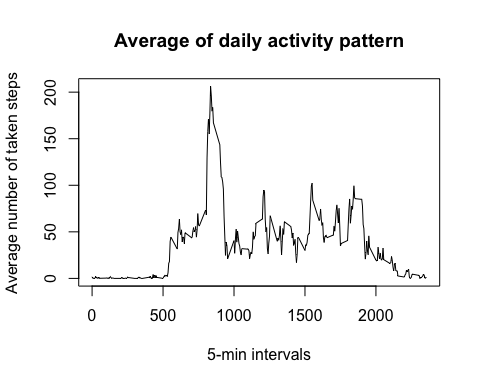 Average of daily activity pattern
Average number of taken steps
200
150
100
50
0
0 500 1000 1500 2000
5-min intervals